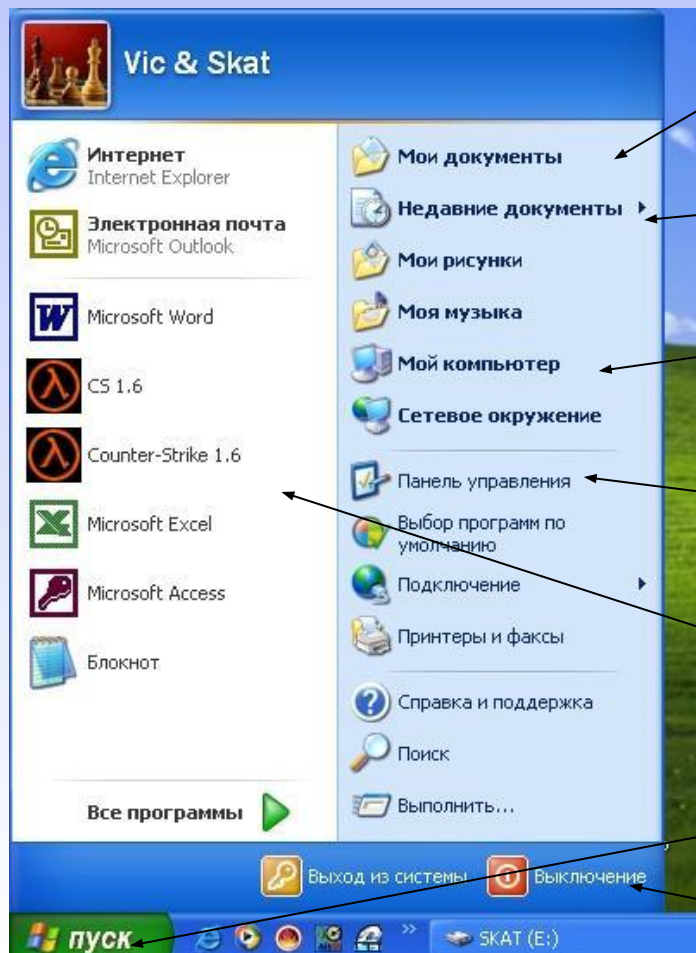 Vic & Skat
Интернет
Internet Explorer
Электронная почта
Microsoft Outlook
Microsoft Word
CS 1.6
Counter-Strike 1.6
Microsoft Excel
Microsoft Access
Блокнот
Все программы
Мои документы
Недавние документы
Мои рисунки
Моя музыка
Мой компьютер
Сетевое окружение
Панель управления
Выбор программ по
умолчанию
Подключение
Принтеры и факсы
Справка и поддержка
Поиск
Выполнить...
Выход из системы
Выключение
пуск
SKAT (E:)